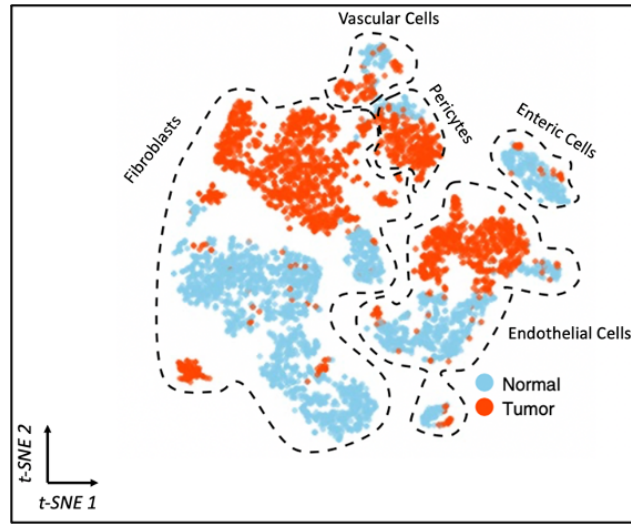 Vascular Cells
Fibroblasts
Pericytes
Enteric Cells
Endothelial Cells
Normal
Tumor
t-SNE 2
t-SNE 1